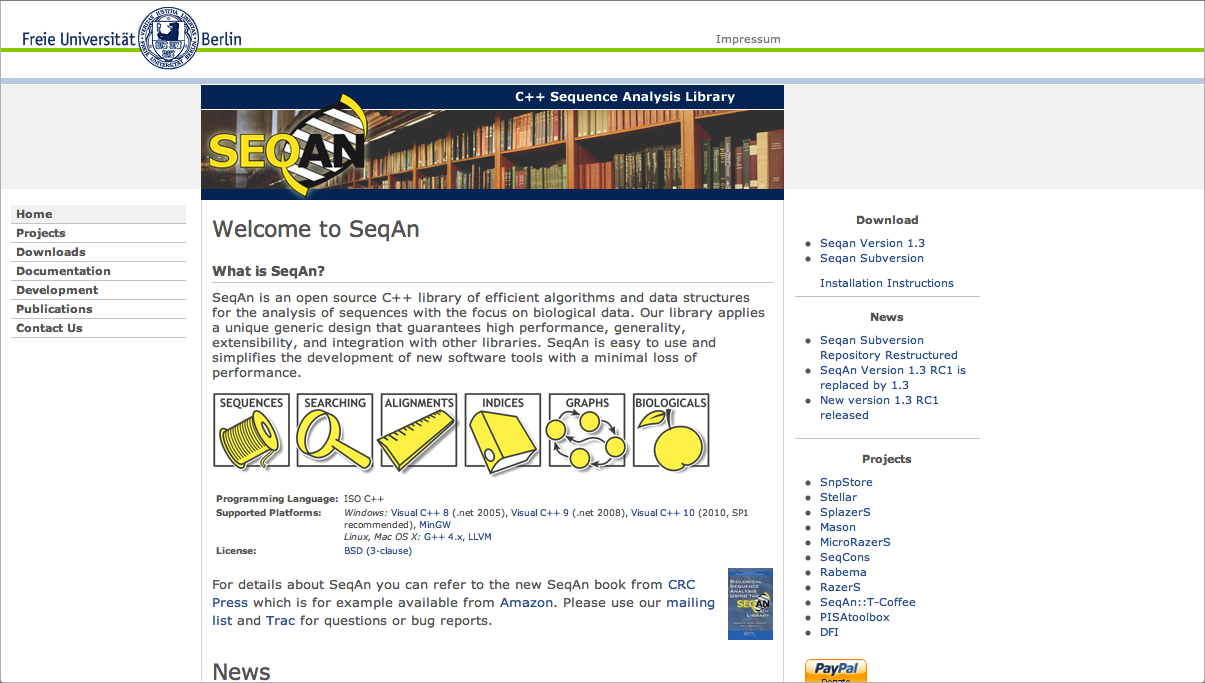 Freie Universität Berlin
Impressum
C++ Sequence Analysis Library
SEQAN
Home
Projects
Downloads
Documentation
Development
Publications
Contact Us
Welcome to SeqAn
What is SeqAn?
SeqAn is an open source C++ library of efficient algorithms and data structures
for the analysis of sequences with the focus on biological data. Our library applies
a unique generic design that guarantees high performance, generality,
extensibility, and integration with other libraries. SeqAn is easy to use and
simplifies the development of new software tools with a minimal loss of
performance.
SEQUENCES SEARCHING ALIGNMENTS INDICES GRAPHS BIOLOGICALS
Programming Language: ISO C++
Supported Platforms: Windows: Visual C++ 8 (.net 2005), Visual C++ 9 (.net 2008), Visual C++ 10 (2010, SP1
recommended), MinGW
Linux, Mac OS X: G++ 4.x, LLVM
License: BSD (3-clause)
For details about SeqAn you can refer to the new SeqAn book from CRC
Press which is for example available from Amazon. Please use our mailing
list and Trac for questions or bug reports.
BIOLOGICAL
SEQUENCE
ANALYSIS
USING THE
SEQAN
C++
LIBRARY
News
Download
Seqan Version 1.3
Seqan Subversion
Installation Instructions
News
Seqan Subversion
Repository Restructured
SeqAn Version 1.3 RC1 is
replaced by 1.3
New version 1.3 RC1
released
Projects
SnpStore
Stellar
SplazerS
Mason
MicroRazerS
SeqCons
Rabema
RazerS
SeqAn::T-Coffee
PISAtoolbox
DFI
PayPal
Donate